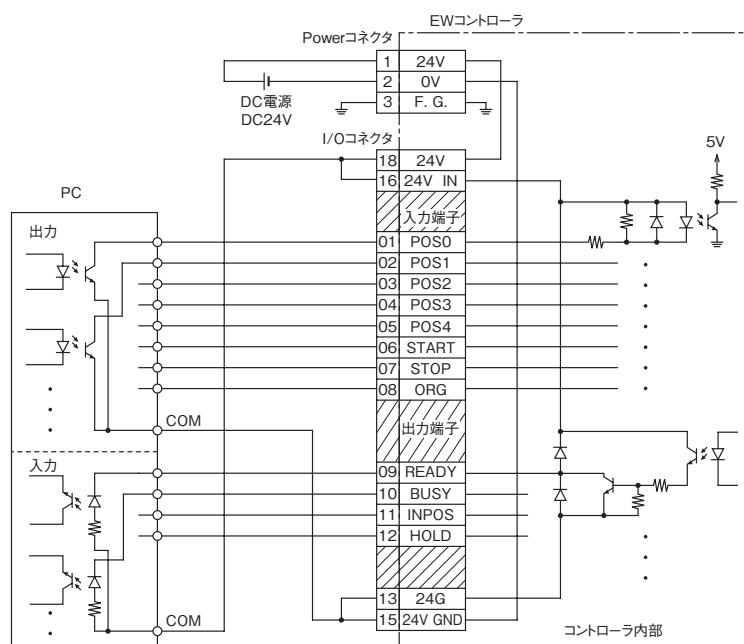 EWコントローラ
Powerコネクタ
1 24V
2 0V
3 F. G.
DC電源
DC24V
I/Oコネクタ
18 24V
16 24V IN
5V
PC
入力端子
出力
01 POS0
02 POS1
03 POS2
04 POS3
05 POS4
06 START
07 STOP
08 ORG
COM
出力端子
入力
09 READY
10 BUSY
11 INPOS
12 HOLD
13 24G
15 24V GND
COM
コントローラ内部